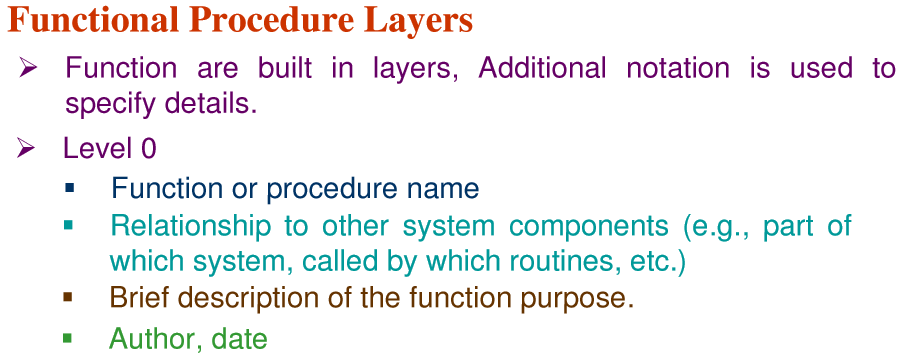 Functional Procedure Layers
➢ Function are built in layers, Additional notation is used to
specify details.
➢ Level 0
▪ Function or procedure name
▪ Relationship to other system components (e.g., part of
which system, called by which routines, etc.)
▪ Brief description of the function purpose.
▪ Author, date